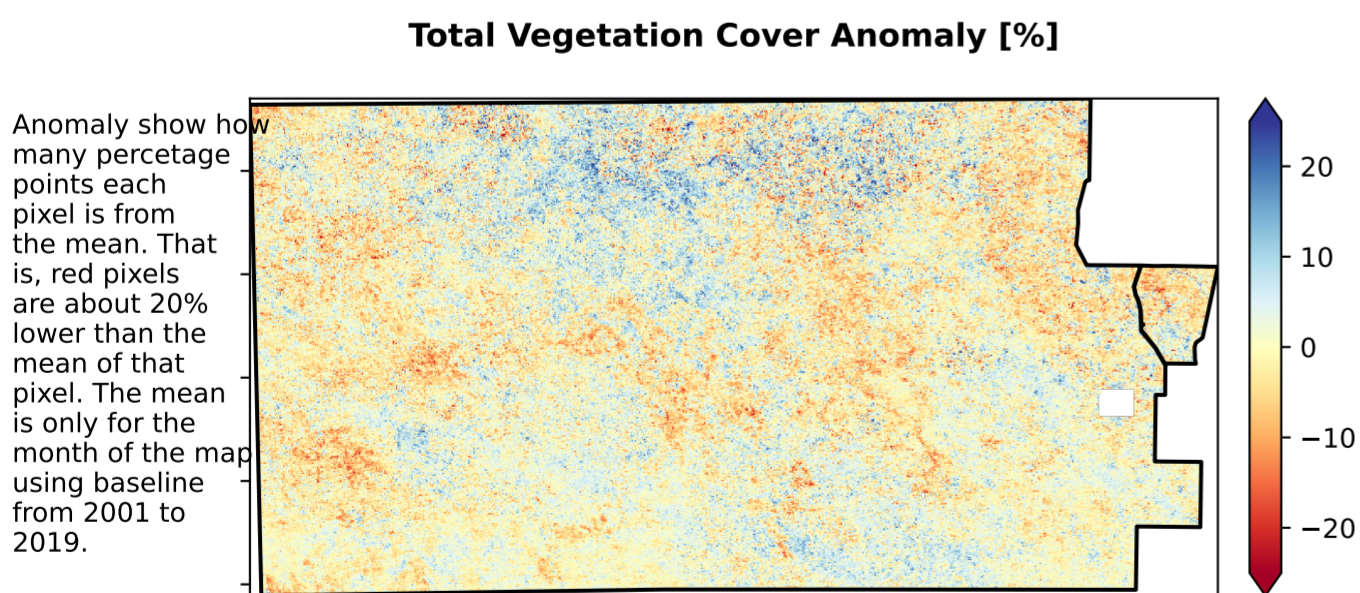 Total Vegetation Cover Anomaly [%]
Anomaly show how
many percetage
points each
pixel is from
the mean. That
is, red pixels
are about 20%
lower than the
mean of that
pixel. The mean
is only for the
month of the map
using baseline
from 2001 to
2019.
20
10
0
−10
−20